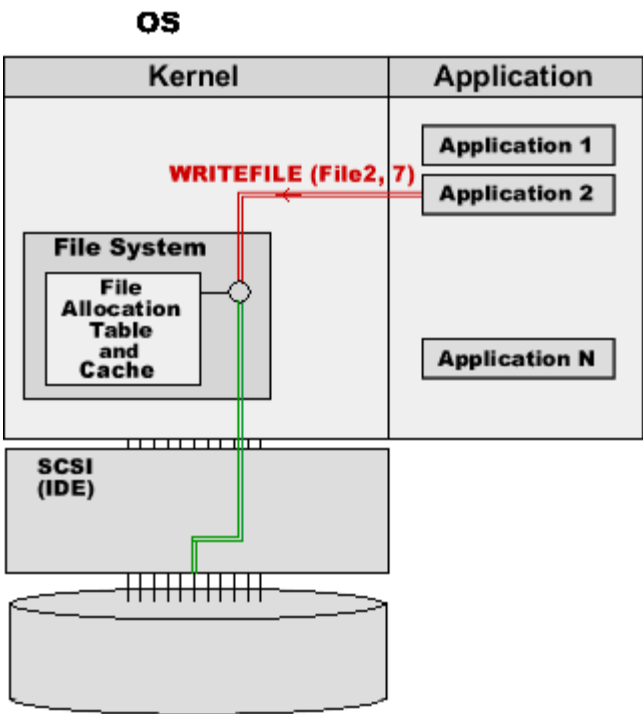 OS
Kernel
Application
Application 1
WRITEFILE (File2, 7)
Application 2
File System
File
Allocation
Table
and
Cache
Application N
SCSI
(IDE)